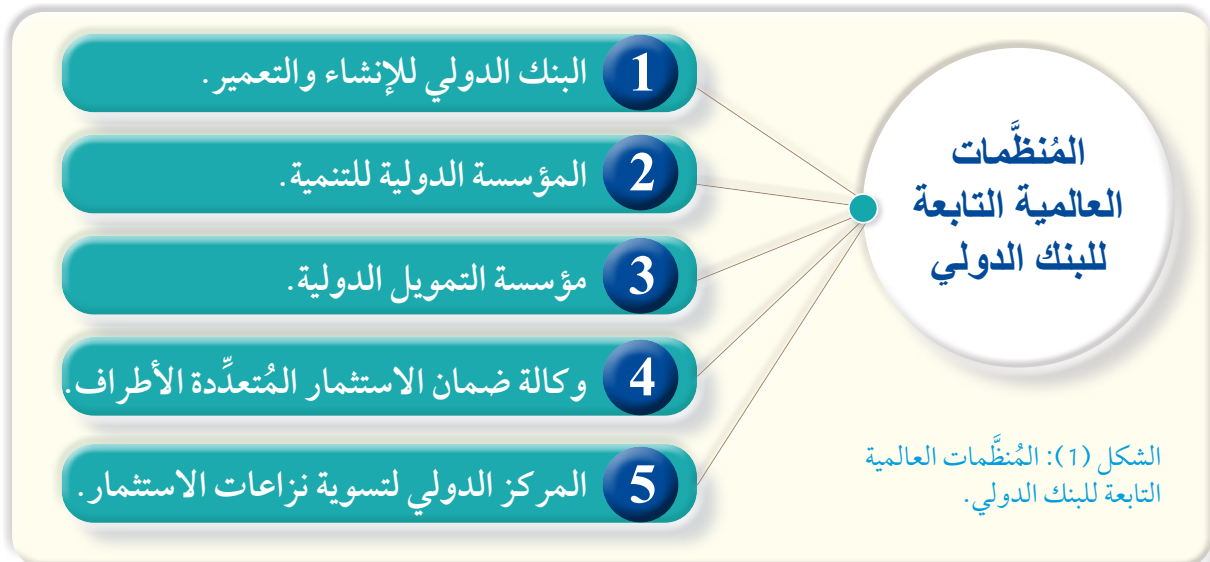 المُنظَّمات
العالمية التابعة
للبنك الدولي
1 البنك الدولي للإنشاء والتعمير.
2 المؤسسة الدولية للتنمية.
3 مؤسسة التمويل الدولية.
4 وكالة ضمان الاستثمار المُتعدِّدة الأطراف.
5 المركز الدولي لتسوية نزاعات الاستثمار.
الشكل (1): المُنظَّمات العالمية
التابعة للبنك الدولي.